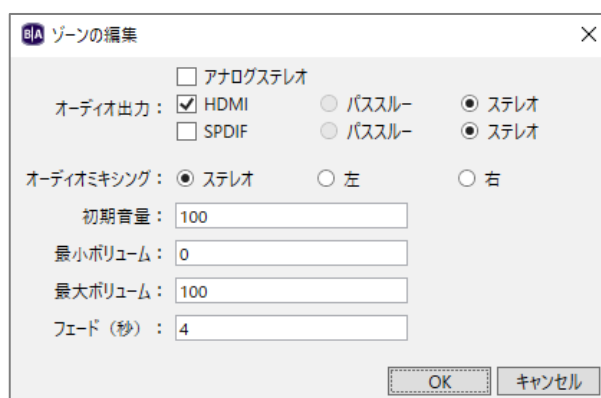 B|A ゾーンの編集
アナログステレオ
オーディオ出力： HDMI パススルー ステレオ
SPDIF パススルー ステレオ
オーディオミキシング： ステレオ 左 右
初期音量： 100
最小ボリューム： 0
最大ボリューム： 100
フェード（秒）： 4
OK キャンセル